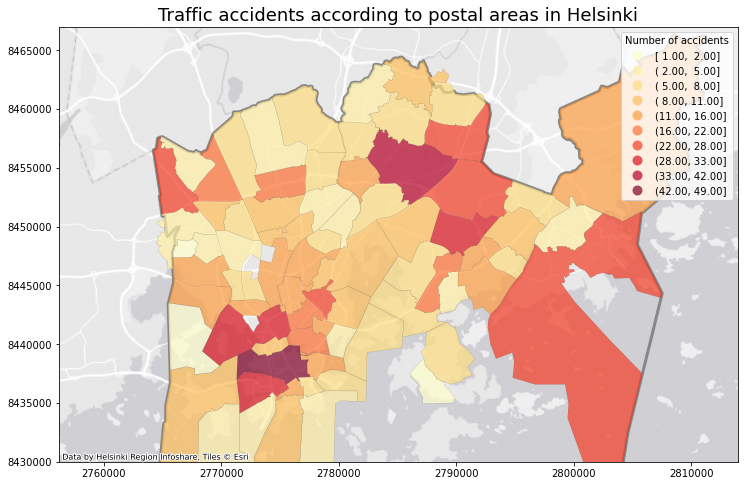 Traffic accidents according to postal areas in Helsinki
Number of accidents
[ 1.00, 2.00]
( 2.00, 5.00]
( 5.00, 8.00]
( 8.00, 11.00]
(11.00, 16.00]
(16.00, 22.00]
(22.00, 28.00]
(28.00, 33.00]
(33.00, 42.00]
(42.00, 49.00]
8465000
8460000
8455000
8450000
8445000
8440000
8435000
8430000
Data by Helsinki Region Infoshare, Tiles © Esri
2760000 2770000 2780000 2790000 2800000 2810000